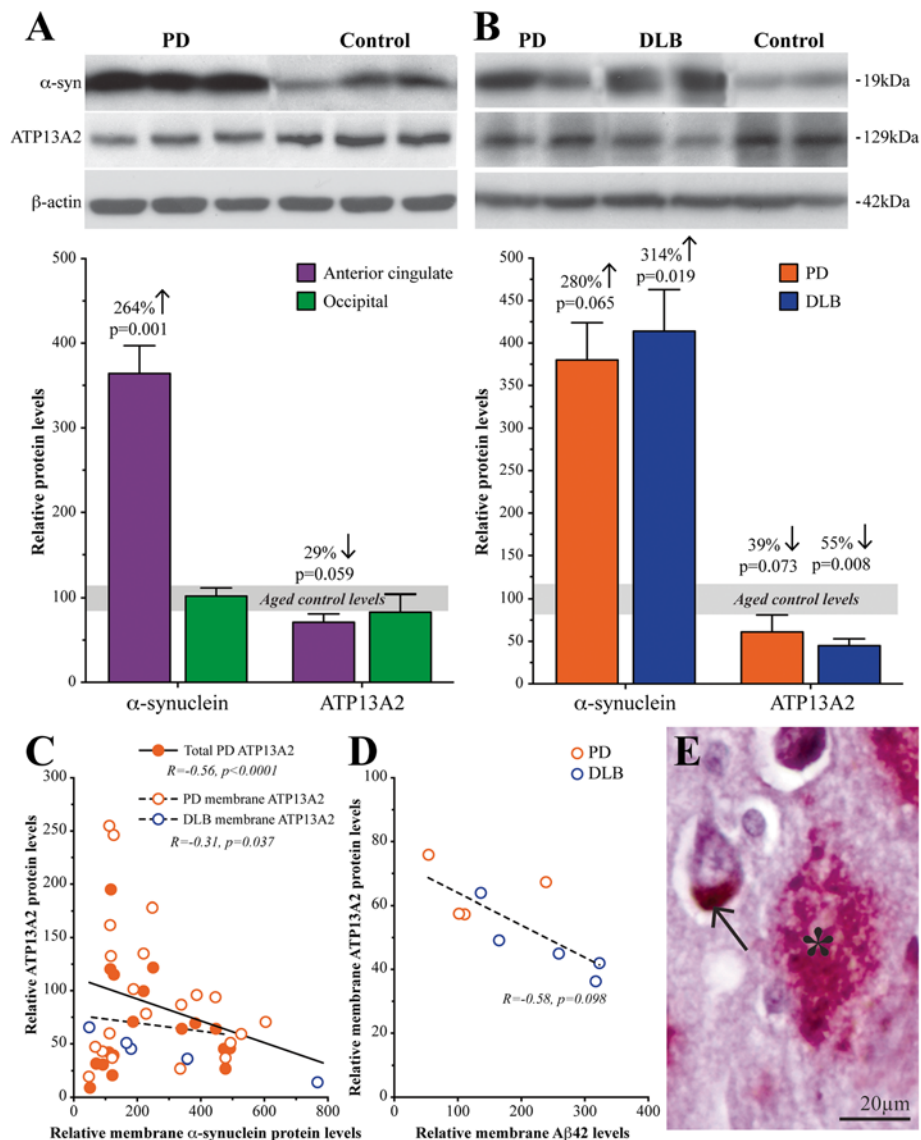 A
PD
Control
α-syn
ATP13A2
β-actin
B
PD
DLB
Control
-19kDa
-129kDa
-42kDa
500
450
400
350
300
250
200
150
100
50
0
Relative protein levels
264% ↑
p=0.001
Anterior cingulate
Occipital
29% ↓
p=0.059
Aged control levels
α-synuclein
ATP13A2
500
450
400
350
300
250
200
150
100
50
0
Relative protein levels
280% ↑
p=0.065
314% ↑
p=0.019
PD
DLB
39% ↓
p=0.073
55% ↓
p=0.008
Aged control levels
α-synuclein
ATP13A2
C
Total PD ATP13A2
R=-0.56, p<0.0001
PD membrane ATP13A2
DLB membrane ATP13A2
R=-0.31, p=0.037
300
250
200
150
100
50
0
Relative ATP13A2 protein levels
0 200 400 600 800
Relative membrane α-synuclein protein levels
D
PD
DLB
100
80
60
40
20
0
Relative membrane ATP13A2 protein levels
R=-0.58, p=0.098
0 100 200 300 400
Relative membrane Aβ42 levels
E
*
20µm